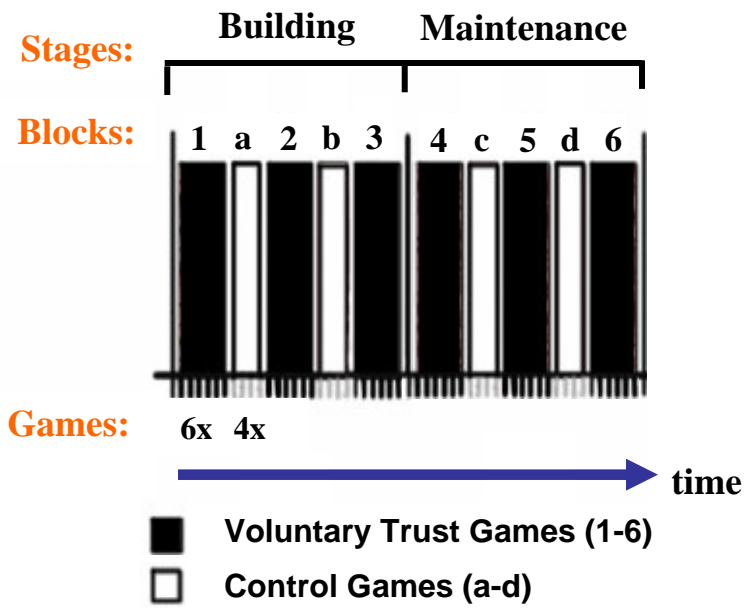 Stages: Building Maintenance
Blocks: 1 a 2 b 3 4 c 5 d 6
Games: 6x 4x
time
Voluntary Trust Games (1-6)
Control Games (a-d)